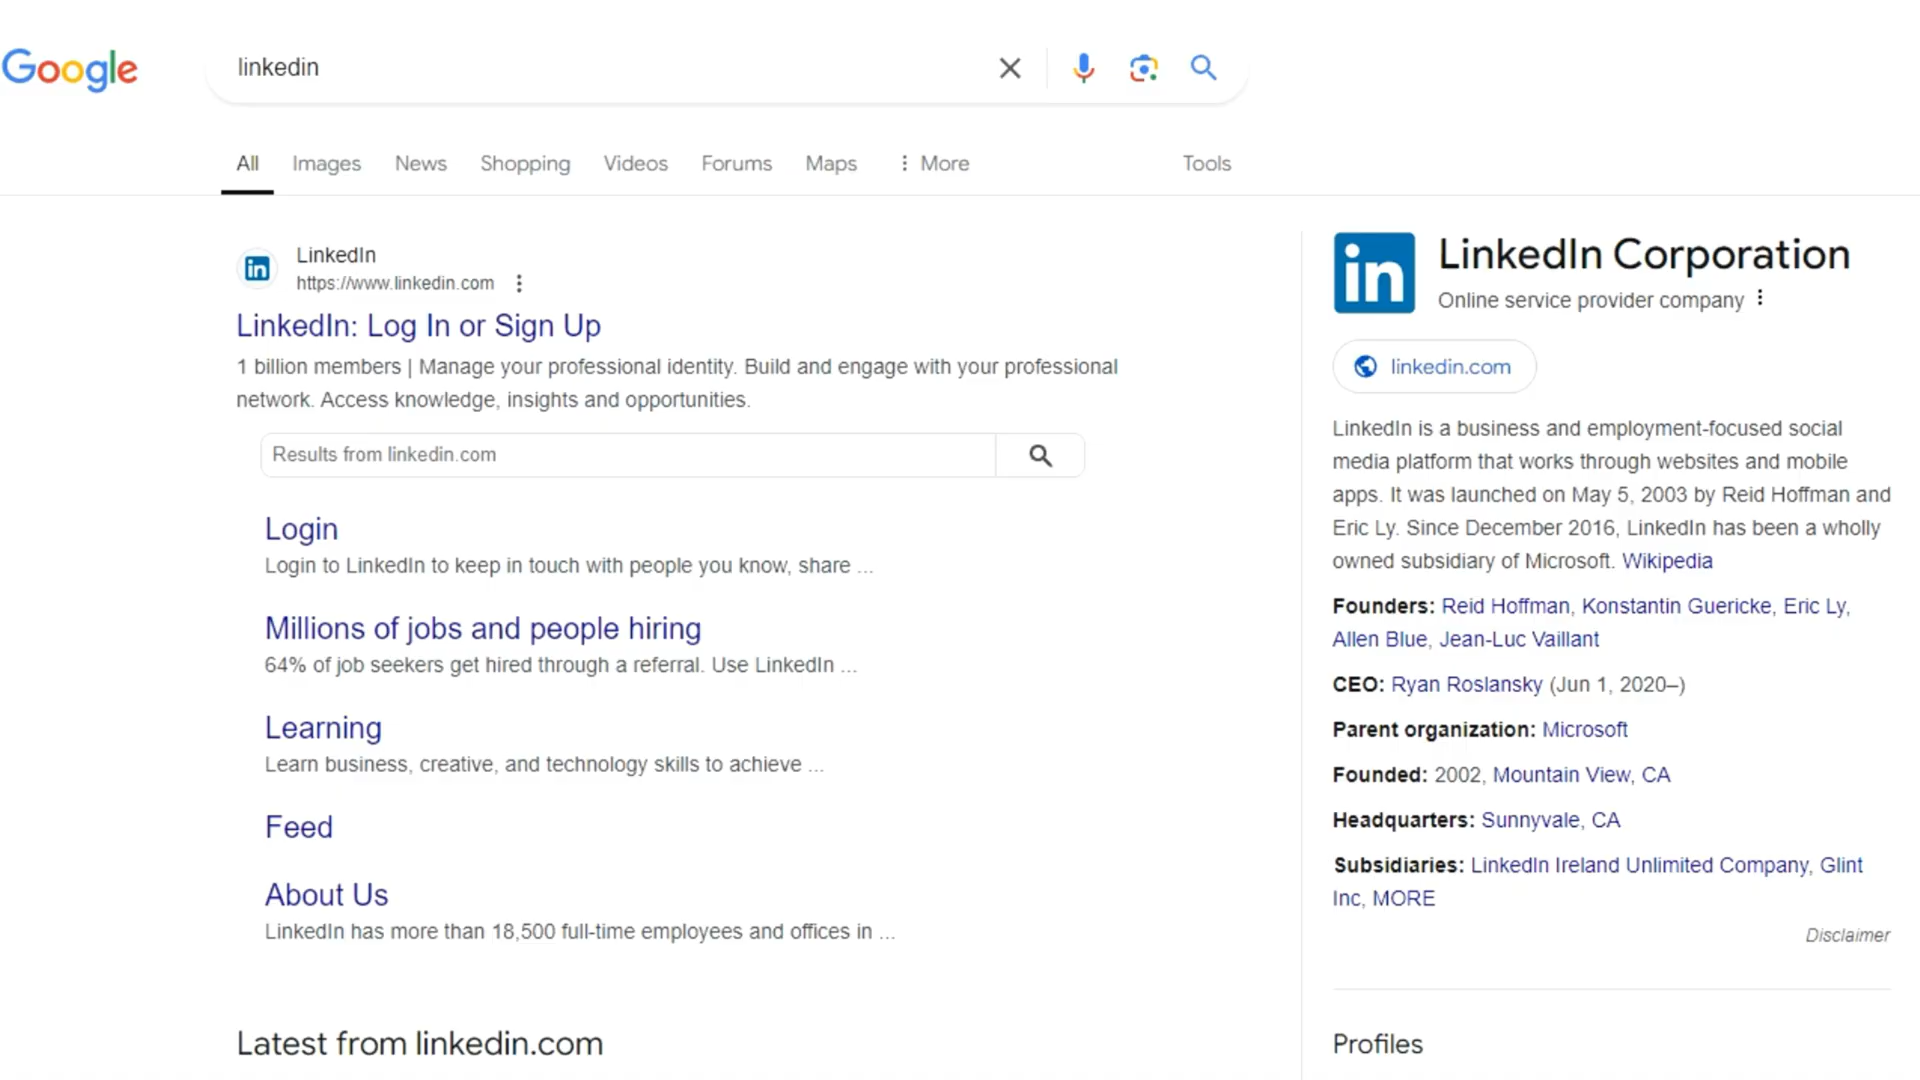 Google
linkedin
All Images News Shopping Videos Forums Maps More Tools
LinkedIn
https://www.linkedin.com
LinkedIn: Log In or Sign Up
1 billion members | Manage your professional identity. Build and engage with your professional
network. Access knowledge, insights and opportunities.
Results from linkedin.com
Login
Login to LinkedIn to keep in touch with people you know, share ...
Millions of jobs and people hiring
64% of job seekers get hired through a referral. Use LinkedIn ...
Learning
Learn business, creative, and technology skills to achieve ...
Feed
About Us
LinkedIn has more than 18,500 full-time employees and offices in ...
Latest from linkedin.com
in
LinkedIn Corporation
Online service provider company
linkedin.com
LinkedIn is a business and employment-focused social
media platform that works through websites and mobile
apps. It was launched on May 5, 2003 by Reid Hoffman and
Eric Ly. Since December 2016, LinkedIn has been a wholly
owned subsidiary of Microsoft. Wikipedia
Founders: Reid Hoffman, Konstantin Guericke, Eric Ly,
Allen Blue, Jean-Luc Vaillant
CEO: Ryan Roslansky (Jun 1, 2020–)
Parent organization: Microsoft
Founded: 2002, Mountain View, CA
Headquarters: Sunnyvale, CA
Subsidiaries: LinkedIn Ireland Unlimited Company, Glint
Inc, MORE
Disclaimer
Profiles